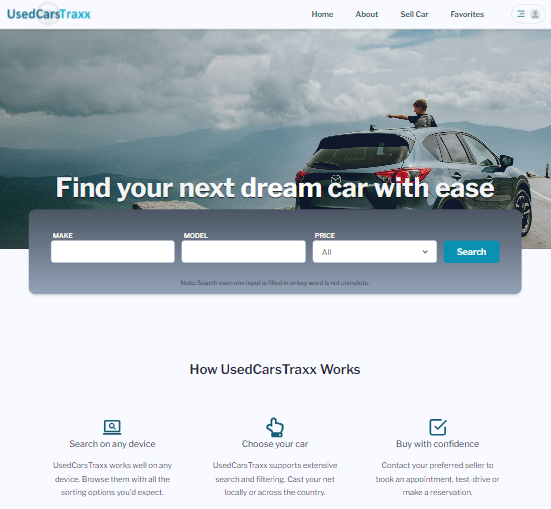 UsedCarsTraxx
Home About Sell Car Favorites
Find your next dream car with ease
MAKE MODEL PRICE
All Search
Note: Search even one input is filled in or key word is not complete.
How UsedCarsTraxx Works
Search on any device
UsedCarsTraxx works well on any
device. Browse them with all the
sorting options you'd expect.
Choose your car
UsedCarsTraxx supports extensive
search and filtering. Cast your net
locally or across the country.
Buy with confidence
Contact your preferred seller to
book an appointment, test-drive or
make a reservation.